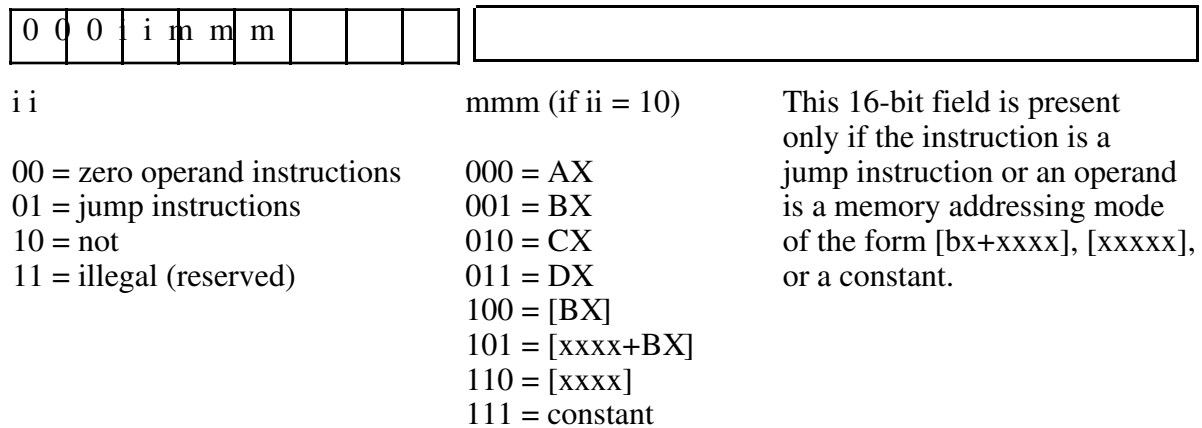 0 0 0 i i m m m
i i
00 = zero operand instructions
01 = jump instructions
10 = not
11 = illegal (reserved)
mmm (if ii = 10)
000 = AX
001 = BX
010 = CX
011 = DX
100 = [BX]
101 = [xxxx+BX]
110 = [xxxx]
111 = constant
This 16-bit field is present
only if the instruction is a
jump instruction or an operand
is a memory addressing mode
of the form [bx+xxxx], [xxxxx],
or a constant.